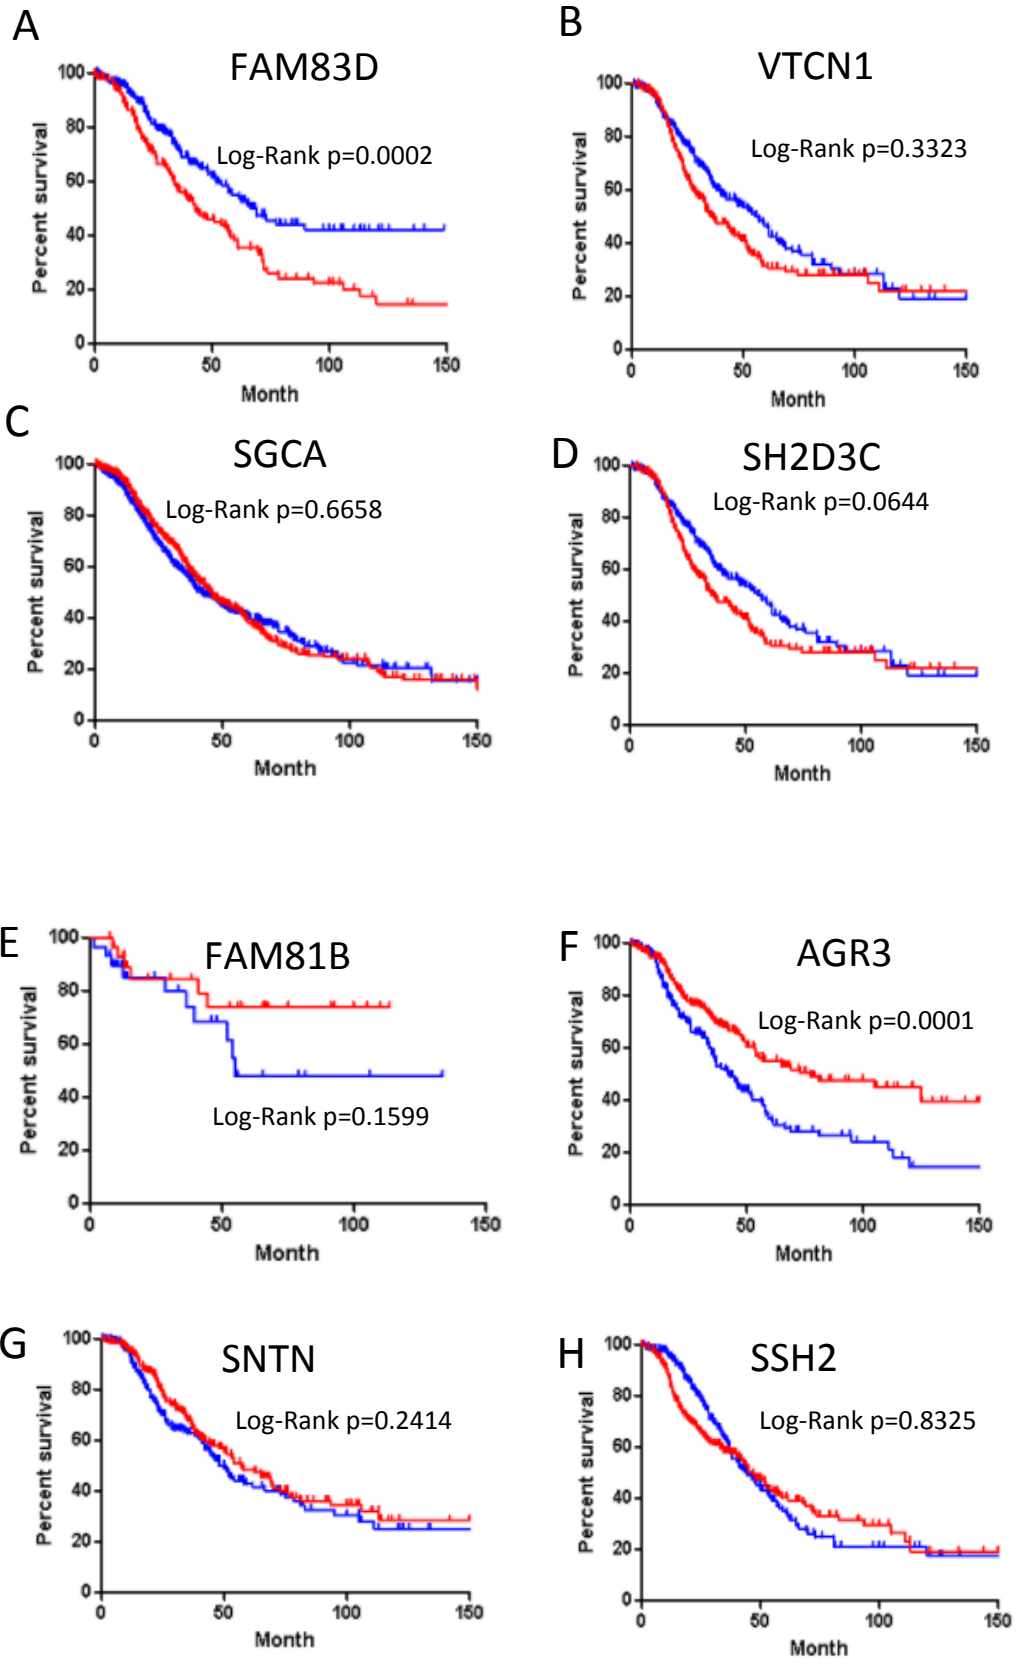 A
FAM83D
Log-Rank p=0.0002
Percent survival
100
80
60
40
20
0
0 50 100 150
Month
B
VTCN1
Log-Rank p=0.3323
Percent survival
100
80
60
40
20
0
0 50 100 150
Month
C
SGCA
Log-Rank p=0.6658
Percent survival
100
80
60
40
20
0
0 50 100 150
Month
D
SH2D3C
Log-Rank p=0.0644
Percent survival
100
80
60
40
20
0
0 50 100 150
Month
E
FAM81B
Log-Rank p=0.1599
Percent survival
100
80
60
40
20
0
0 50 100 150
Month
F
AGR3
Log-Rank p=0.0001
Percent survival
100
80
60
40
20
0
0 50 100 150
Month
G
SNTN
Log-Rank p=0.2414
Percent survival
100
80
60
40
20
0
0 50 100 150
Month
H
SSH2
Log-Rank p=0.8325
Percent survival
100
80
60
40
20
0
0 50 100 150
Month